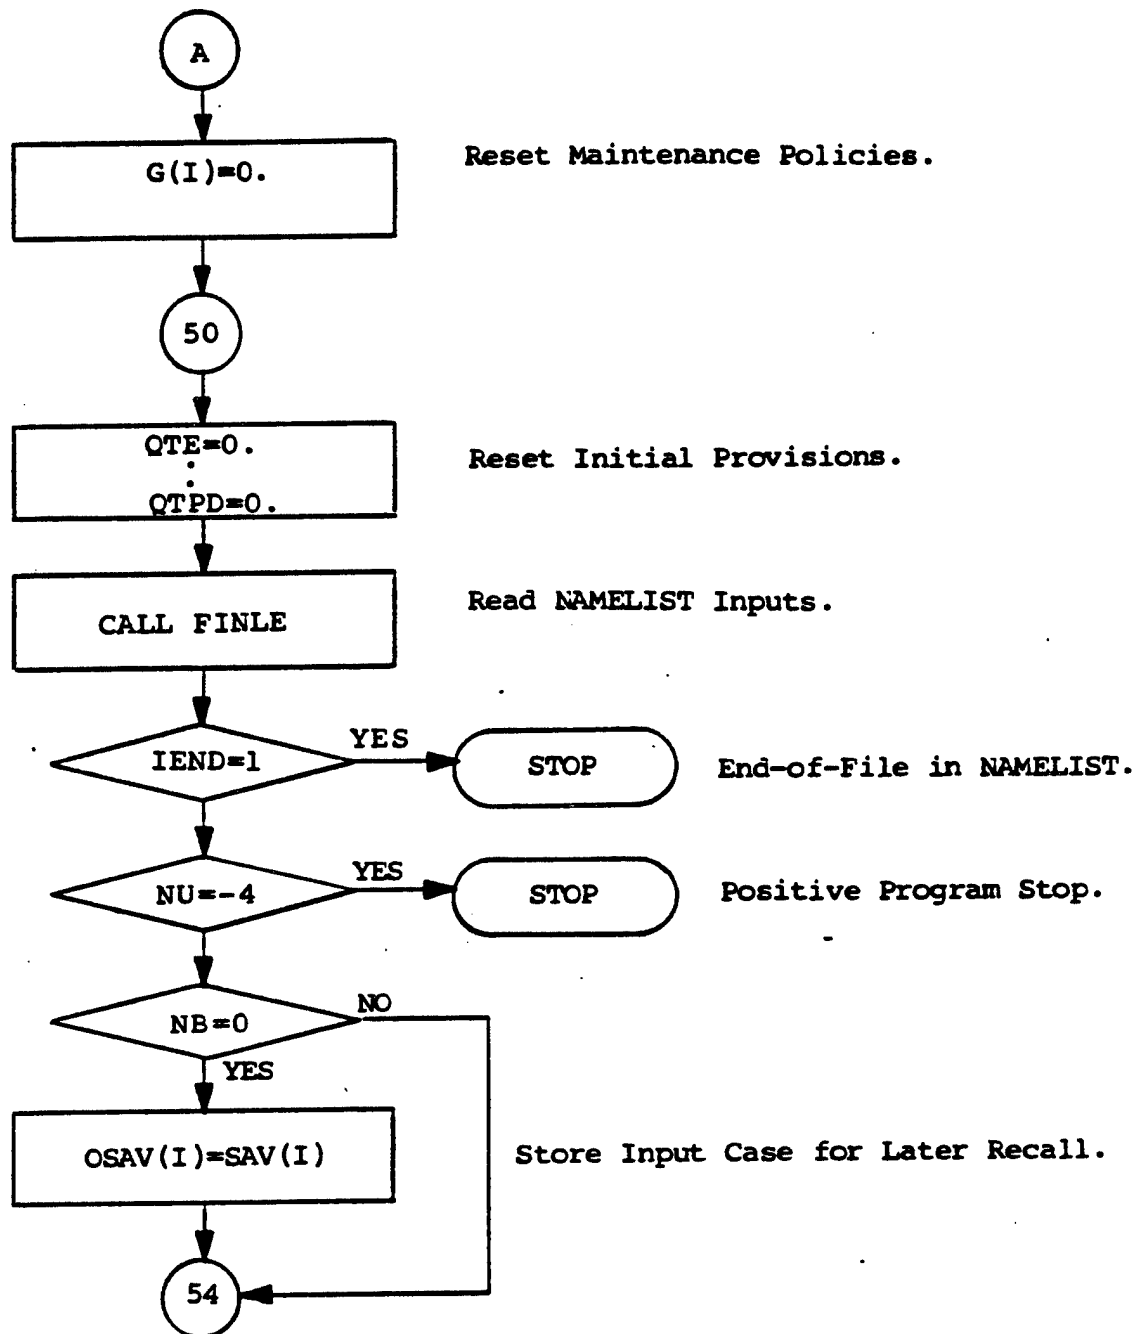 A
G(I)=0.
Reset Maintenance Policies.
50
QTE=0.
.
.
QTPD=0.
Reset Initial Provisions.
CALL FINLE
Read NAMELIST Inputs.
IEND=1
YES
STOP
End-of-File in NAMELIST.
NU=-4
YES
STOP
Positive Program Stop.
NB=0
NO
YES
OSAV(I)=SAV(I)
Store Input Case for Later Recall.
54